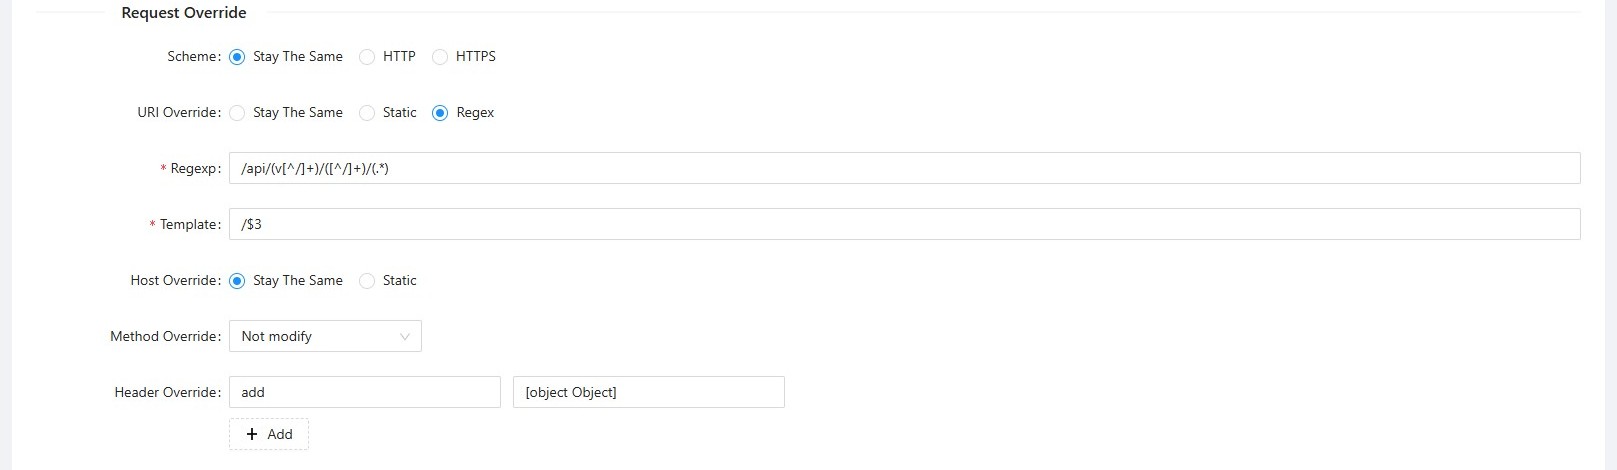 Request Override
Scheme: Stay The Same HTTP HTTPS
URI Override: Stay The Same Static Regex
* Regexp: /api/(v[^/]+)/([^/]+)/(.*)
* Template: /$3
Host Override: Stay The Same Static
Method Override: Not modify
Header Override: add [object Object]
+ Add